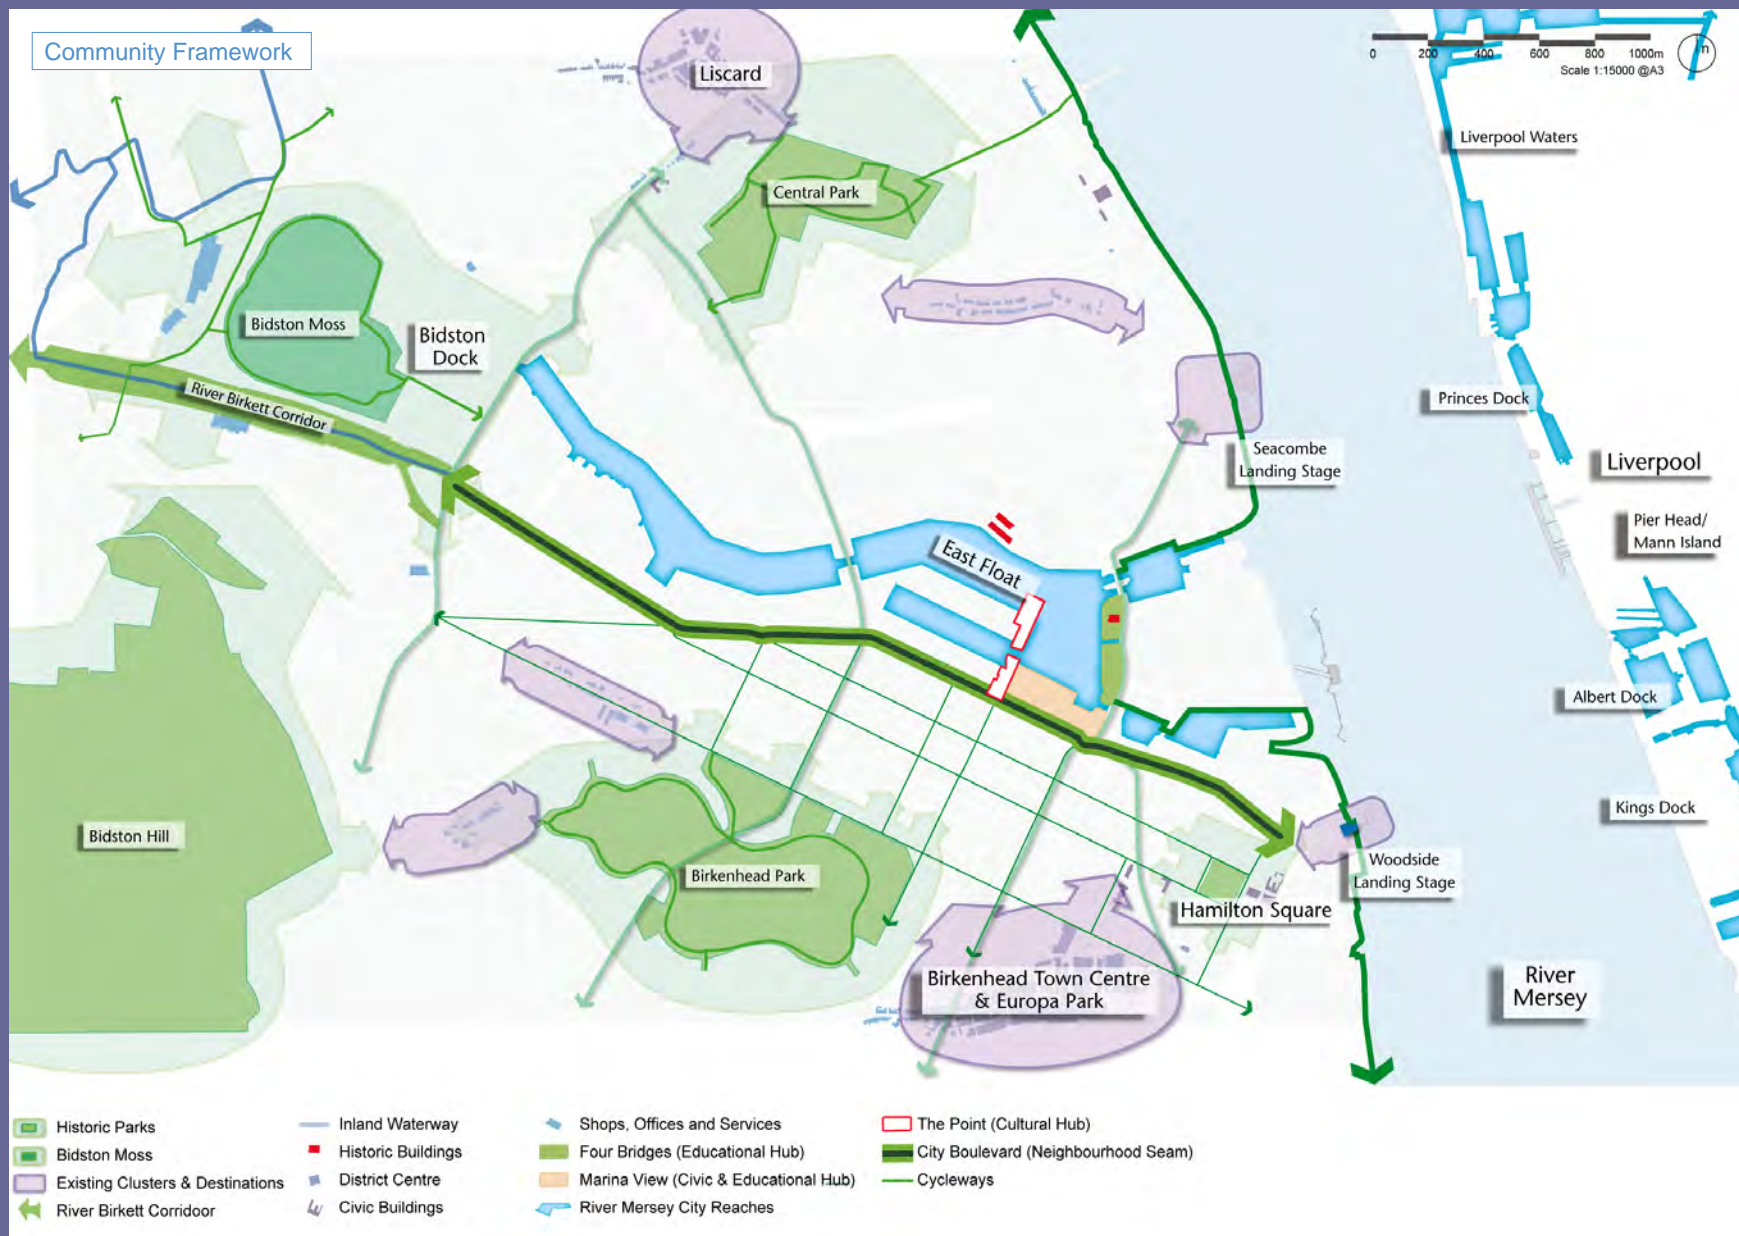 Community Framework
Liscard
0 200 400 600 800 1000m
Scale 1:15000 @A3
n
Liverpool Waters
Central Park
Bidston Moss
Bidston
Dock
River Birkett Corridor
Princes Dock
Seacombe
Landing Stage
Liverpool
Pier Head/
Mann Island
East Float
Albert Dock
Kings Dock
Bidston Hill
Birkenhead Park
Woodside
Landing Stage
Hamilton Square
Birkenhead Town Centre
& Europa Park
River
Mersey
Historic Parks
Bidston Moss
Existing Clusters & Destinations
River Birkett Corridoor
Inland Waterway
Historic Buildings
District Centre
Civic Buildings
Shops, Offices and Services
Four Bridges (Educational Hub)
Marina View (Civic & Educational Hub)
River Mersey City Reaches
The Point (Cultural Hub)
City Boulevard (Neighbourhood Seam)
Cycleways